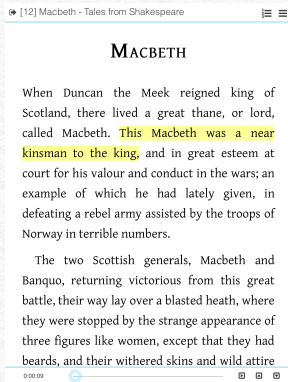 [12] Macbeth - Tales from Shakespeare
MACBETH
When Duncan the Meek reigned king of
Scotland, there lived a great thane, or lord,
called Macbeth. This Macbeth was a near
kinsman to the king, and in great esteem at
court for his valour and conduct in the wars; an
example of which he had lately given, in
defeating a rebel army assisted by the troops of
Norway in terrible numbers.
The two Scottish generals, Macbeth and
Banquo, returning victorious from this great
battle, their way lay over a blasted heath, where
they were stopped by the strange appearance of
three figures like women, except that they had
beards, and their withered skins and wild attire
0:00:09